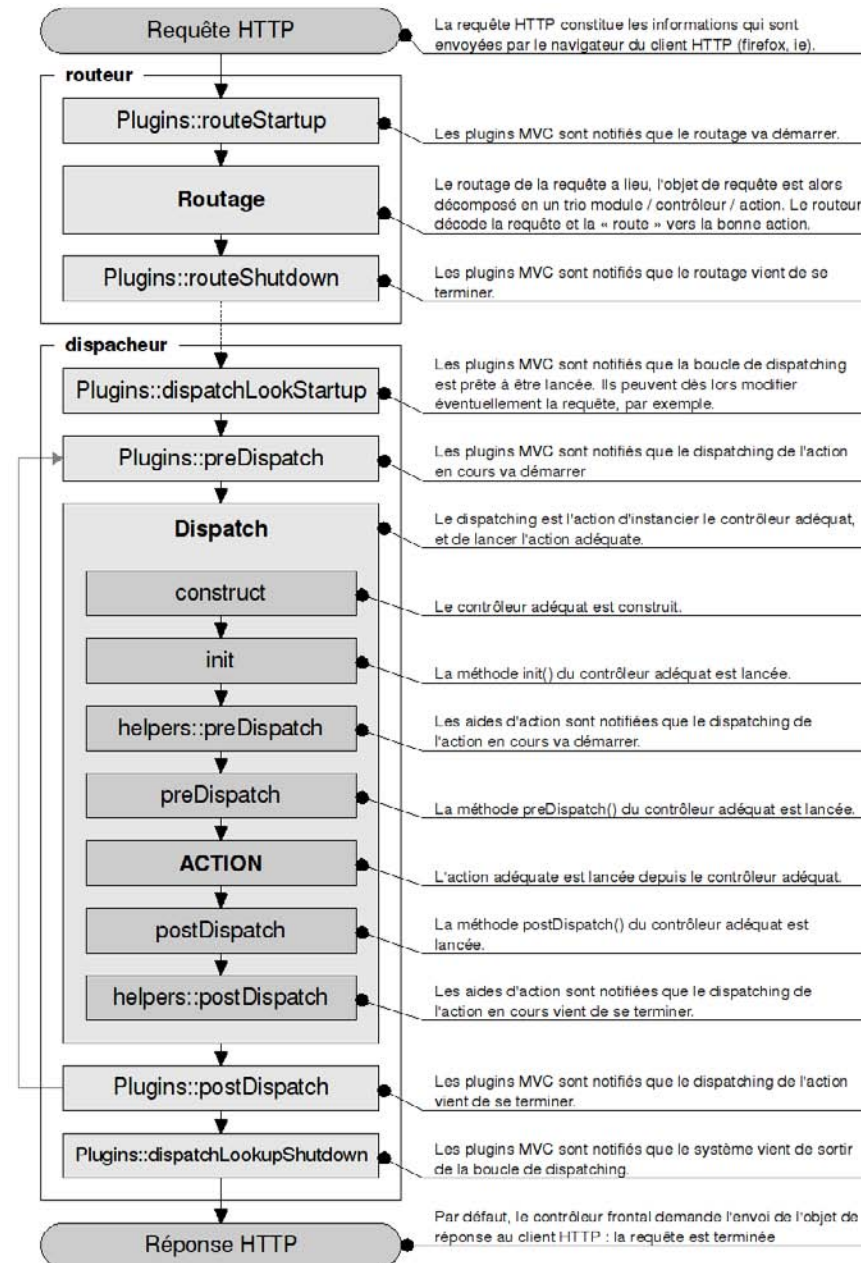 Requête HTTP
La requête HTTP constitue les informations qui sont
envoyées par le navigateur du client HTTP (firefox, ie).
routeur
Plugins::routeStartup
Les plugins MVC sont notifiés que le routage va démarrer.
Routage
Le routage de la requête a lieu, l'objet de requête est alors
décomposé en un trio module / contrôleur / action. Le routeur
décode la requête et la « route » vers la bonne action.
Plugins::routeShutdown
Les plugins MVC sont notifiés que le routage vient de se
terminer.
dispacheur
Plugins::dispatchLookStartup
Les plugins MVC sont notifiés que la boucle de dispatching
est prête à être lancée. Ils peuvent dès lors modifier
éventuellement la requête, par exemple.
Plugins::preDispatch
Les plugins MVC sont notifiés que le dispatching de l'action
en cours va démarrer
Dispatch
Le dispatching est l'action d'instancier le contrôleur adéquat,
et de lancer l'action adéquate.
construct
Le contrôleur adéquat est construit.
init
La méthode init() du contrôleur adéquat est lancée.
helpers::preDispatch
Les aides d'action sont notifiées que le dispatching de
l'action en cours va démarrer.
preDispatch
La méthode preDispatch() du contrôleur adéquat est lancée.
ACTION
L'action adéquate est lancée depuis le contrôleur adéquat.
postDispatch
La méthode postDispatch() du contrôleur adéquat est
lancée.
helpers::postDispatch
Les aides d'action sont notifiées que le dispatching de
l'action en cours vient de se terminer.
Plugins::postDispatch
Les plugins MVC sont notifiés que le dispatching de l'action
vient de se terminer.
Plugins::dispatchLookupShutdown
Les plugins MVC sont notifiés que le système vient de sortir
de la boucle de dispatching.
Réponse HTTP
Par défaut, le contrôleur frontal demande l'envoi de l'objet de
réponse au client HTTP : la requête est terminée